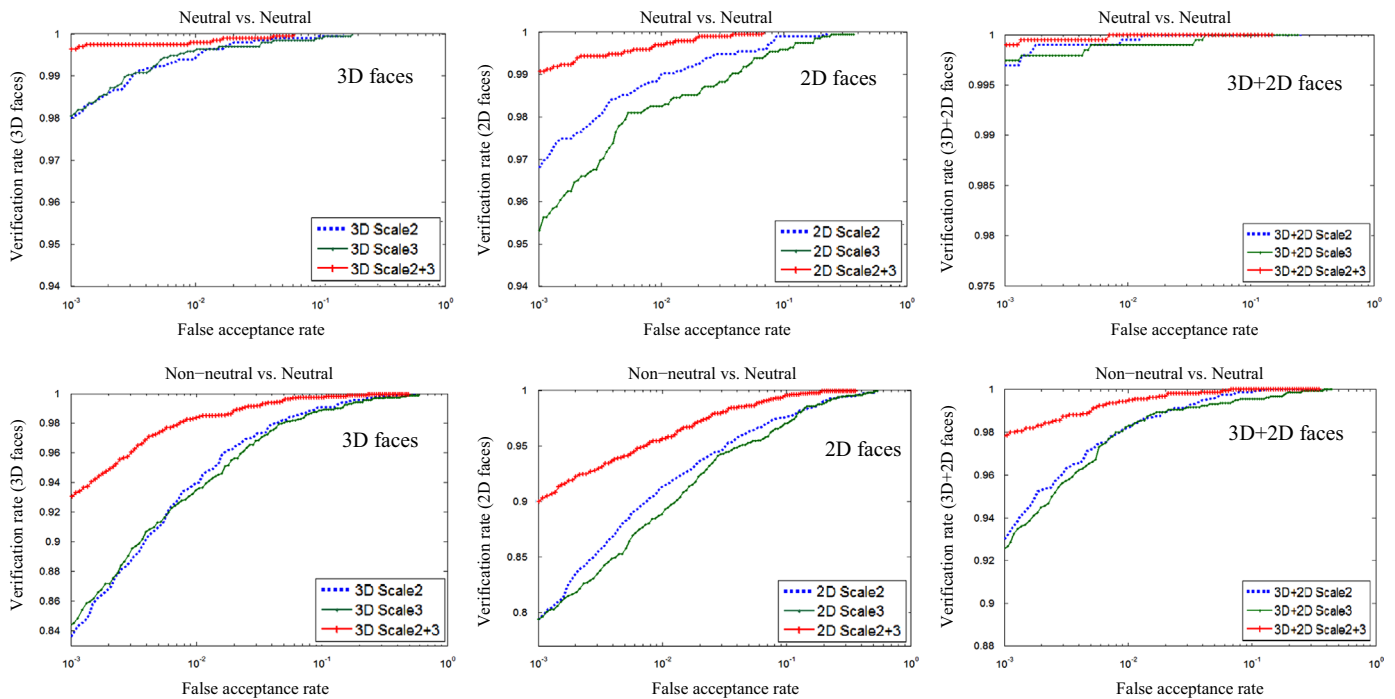 Neutral vs. Neutral
Verification rate (3D faces)
1
0.99
0.98
0.97
0.96
0.95
0.94
3D faces
3D Scale2
3D Scale3
3D Scale2+3
10-3
10-2
10-1
100
False acceptance rate
Neutral vs. Neutral
Verification rate (2D faces)
1
0.99
0.98
0.97
0.96
0.95
0.94
2D faces
2D Scale2
2D Scale3
2D Scale2+3
10-3
10-2
10-1
100
False acceptance rate
Neutral vs. Neutral
Verification rate (3D+2D faces)
1
0.995
0.99
0.985
0.98
0.975
3D+2D faces
3D+2D Scale2
3D+2D Scale3
3D+2D Scale2+3
10-3
10-2
10-1
100
False acceptance rate
Non−neutral vs. Neutral
Verification rate (3D faces)
1
0.98
0.96
0.94
0.92
0.9
0.88
0.86
0.84
3D faces
3D Scale2
3D Scale3
3D Scale2+3
10-3
10-2
10-1
100
False acceptance rate
Non−neutral vs. Neutral
Verification rate (2D faces)
1
0.95
0.9
0.85
0.8
2D faces
2D Scale2
2D Scale3
2D Scale2+3
10-3
10-2
10-1
100
False acceptance rate
Non−neutral vs. Neutral
Verification rate (3D+2D faces)
1
0.98
0.96
0.94
0.92
0.9
0.88
3D+2D faces
3D+2D Scale2
3D+2D Scale3
3D+2D Scale2+3
10-3
10-2
10-1
100
False acceptance rate